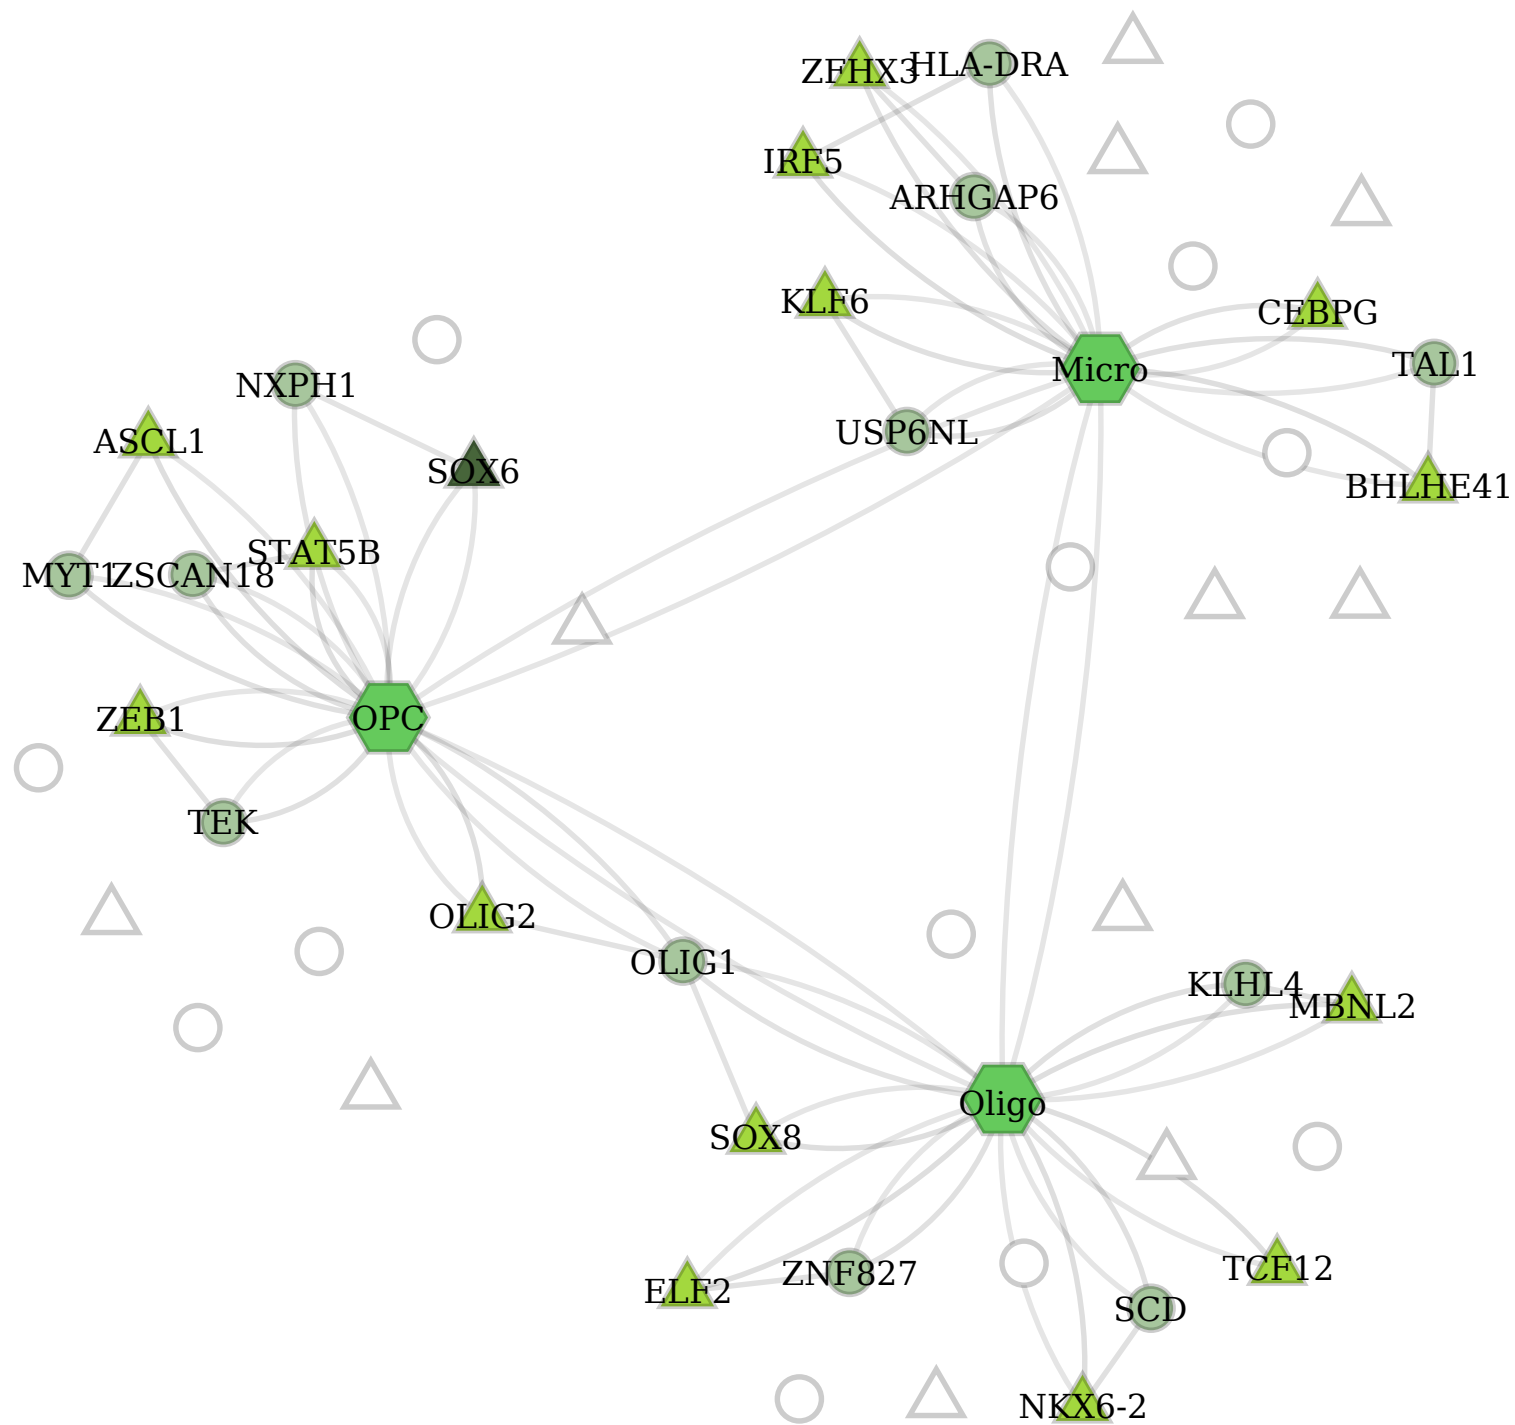 ZFHX3
HLA-DRA
IRF5
ARHGAP6
KLF6
CEBPG
Micro
TAL1
NXPH1
USP6NL
ASCL1
SOX6
BHLHE41
STAT5B
MYT1
ZSCAN18
ZEB1
OPC
TEK
OLIG2
OLIG1
KLHL4
MBNL2
Oligo
SOX8
ELF2
ZNF827
TCF12
SCD
NKX6-2